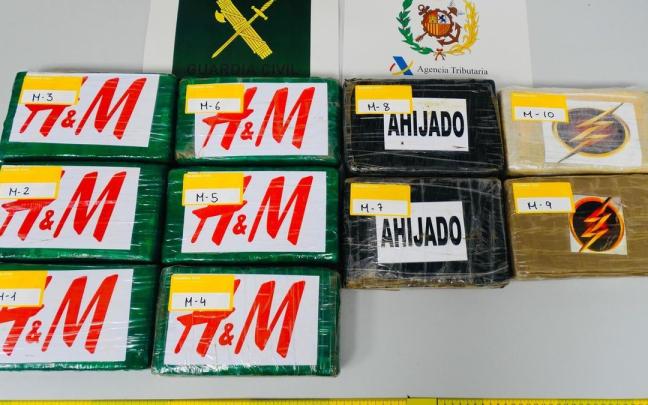 GUARDIA CIVIL
Agencia Tributaria
M-3
H&M
M-6
H&M
M-8
AHIJADO
M-10
M-2
H&M
M-5
H&M
M-7
AHIJADO
M-9
M-1
H&M
M-4
H&M